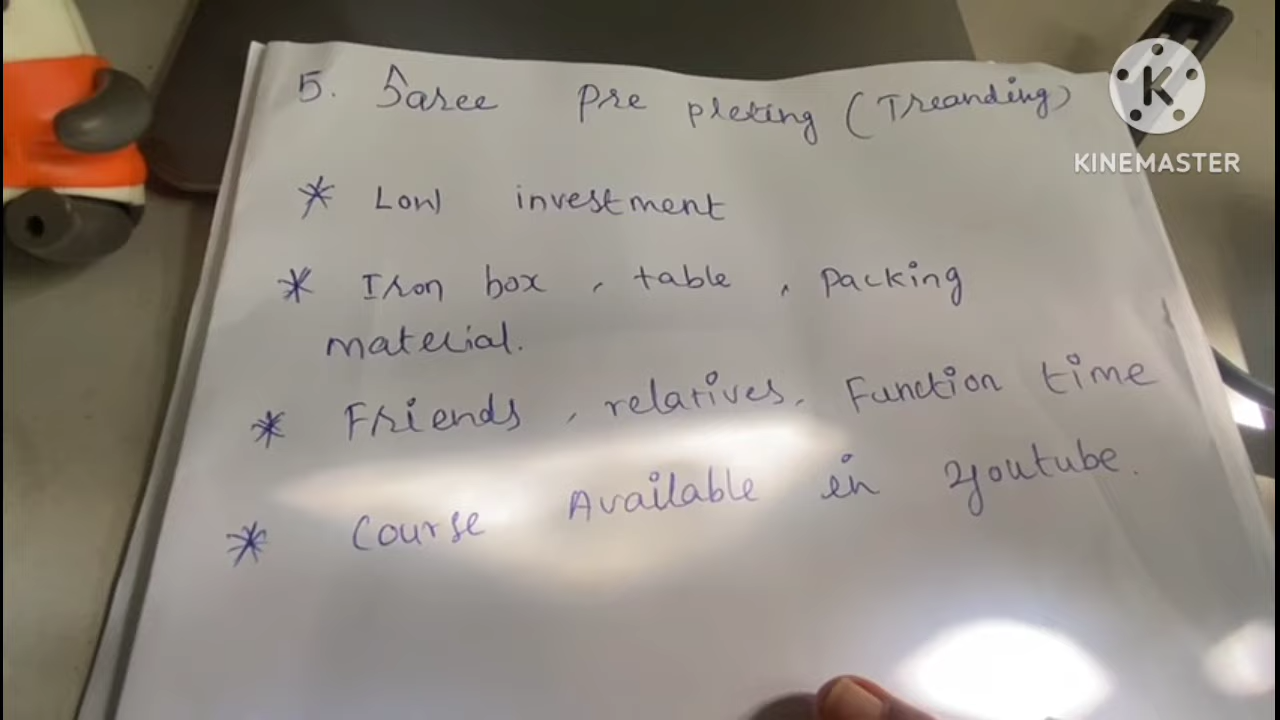 5. Saree Pre pleting (Treanding)
KINEMASTER
* Low investment
* Iron box, table, packing
material.
* Friends, relatives, Function time
* Course Available in youtube.